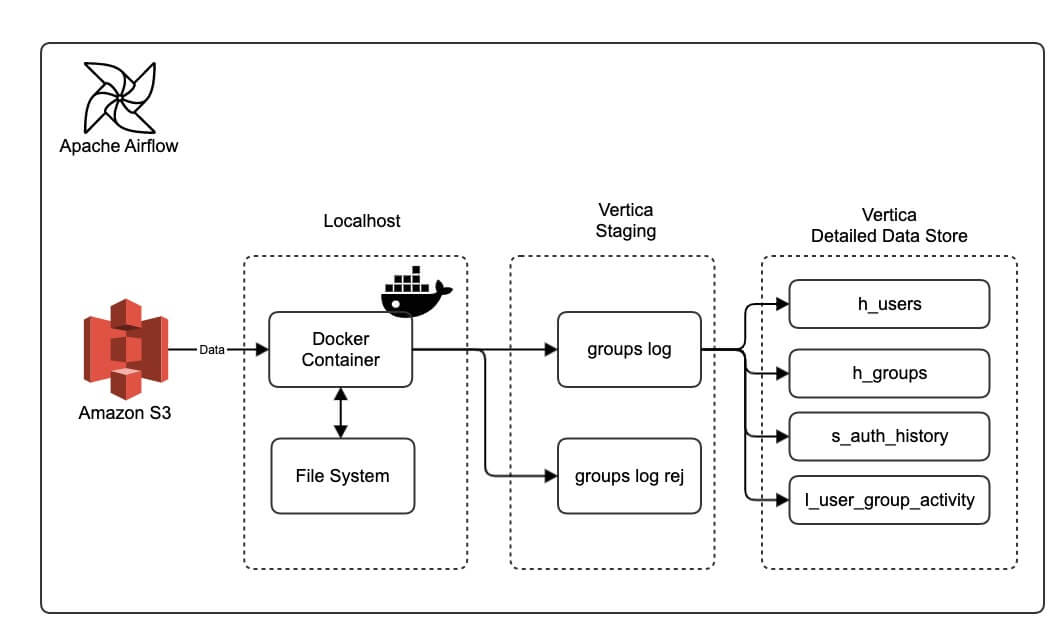 Apache Airflow
Localhost
Vertica
Staging
Vertica
Detailed Data Store
Amazon S3
Data
Docker
Container
File System
groups log
groups log rej
h_users
h_groups
s_auth_history
l_user_group_activity